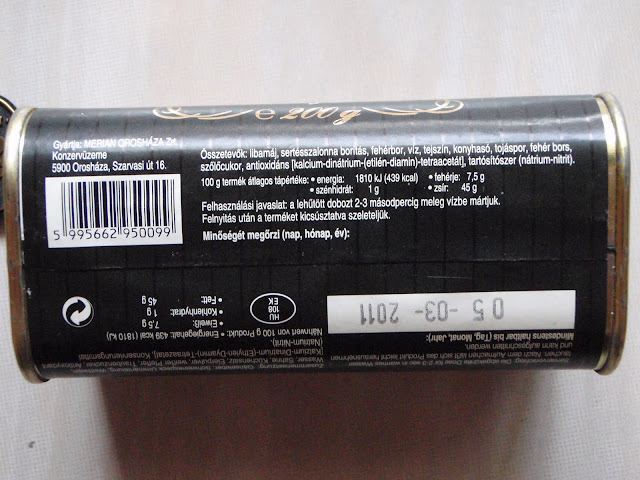 ℮ 200 g
Gyártja: MERIAN OROSHÁZA Zrt.
Konzervüzeme
5900 Orosháza, Szarvasi út 16.
5 995662 950099
Összetevők: libamáj, sertésszalonna borítás, fehérbor, víz, tejszín, konyhasó, tojáspor, fehér bors,
szőlőcukor, antioxidáns [kalcium-dinátrium-(etilén-diamin)-tetraacetát], tartósítószer (nátrium-nitrit).
100 g termék átlagos tápértéke: • energia: 1810 kJ (439 kcal) • fehérje: 7,5 g
• szénhidrát: 1 g • zsír: 45 g
Felhasználási javaslat: a lehűtött dobozt 2-3 másodpercig meleg vízbe mártjuk.
Felnyitás után a terméket kicsúsztatva szeleteljük.
Minőségét megőrzi (nap, hónap, év):
05-03-2011
Mindestens haltbar bis (Tag, Monat, Jahr):
HU
108
EK
Nährwert von 100 g Produkt: • Energiegehalt: 439 kcal (1810 kJ)
• Eiweiß: 7,5 g
• Kohlenhydrat: 1 g
• Fett: 45 g
und kann aufgeschnitten werden.